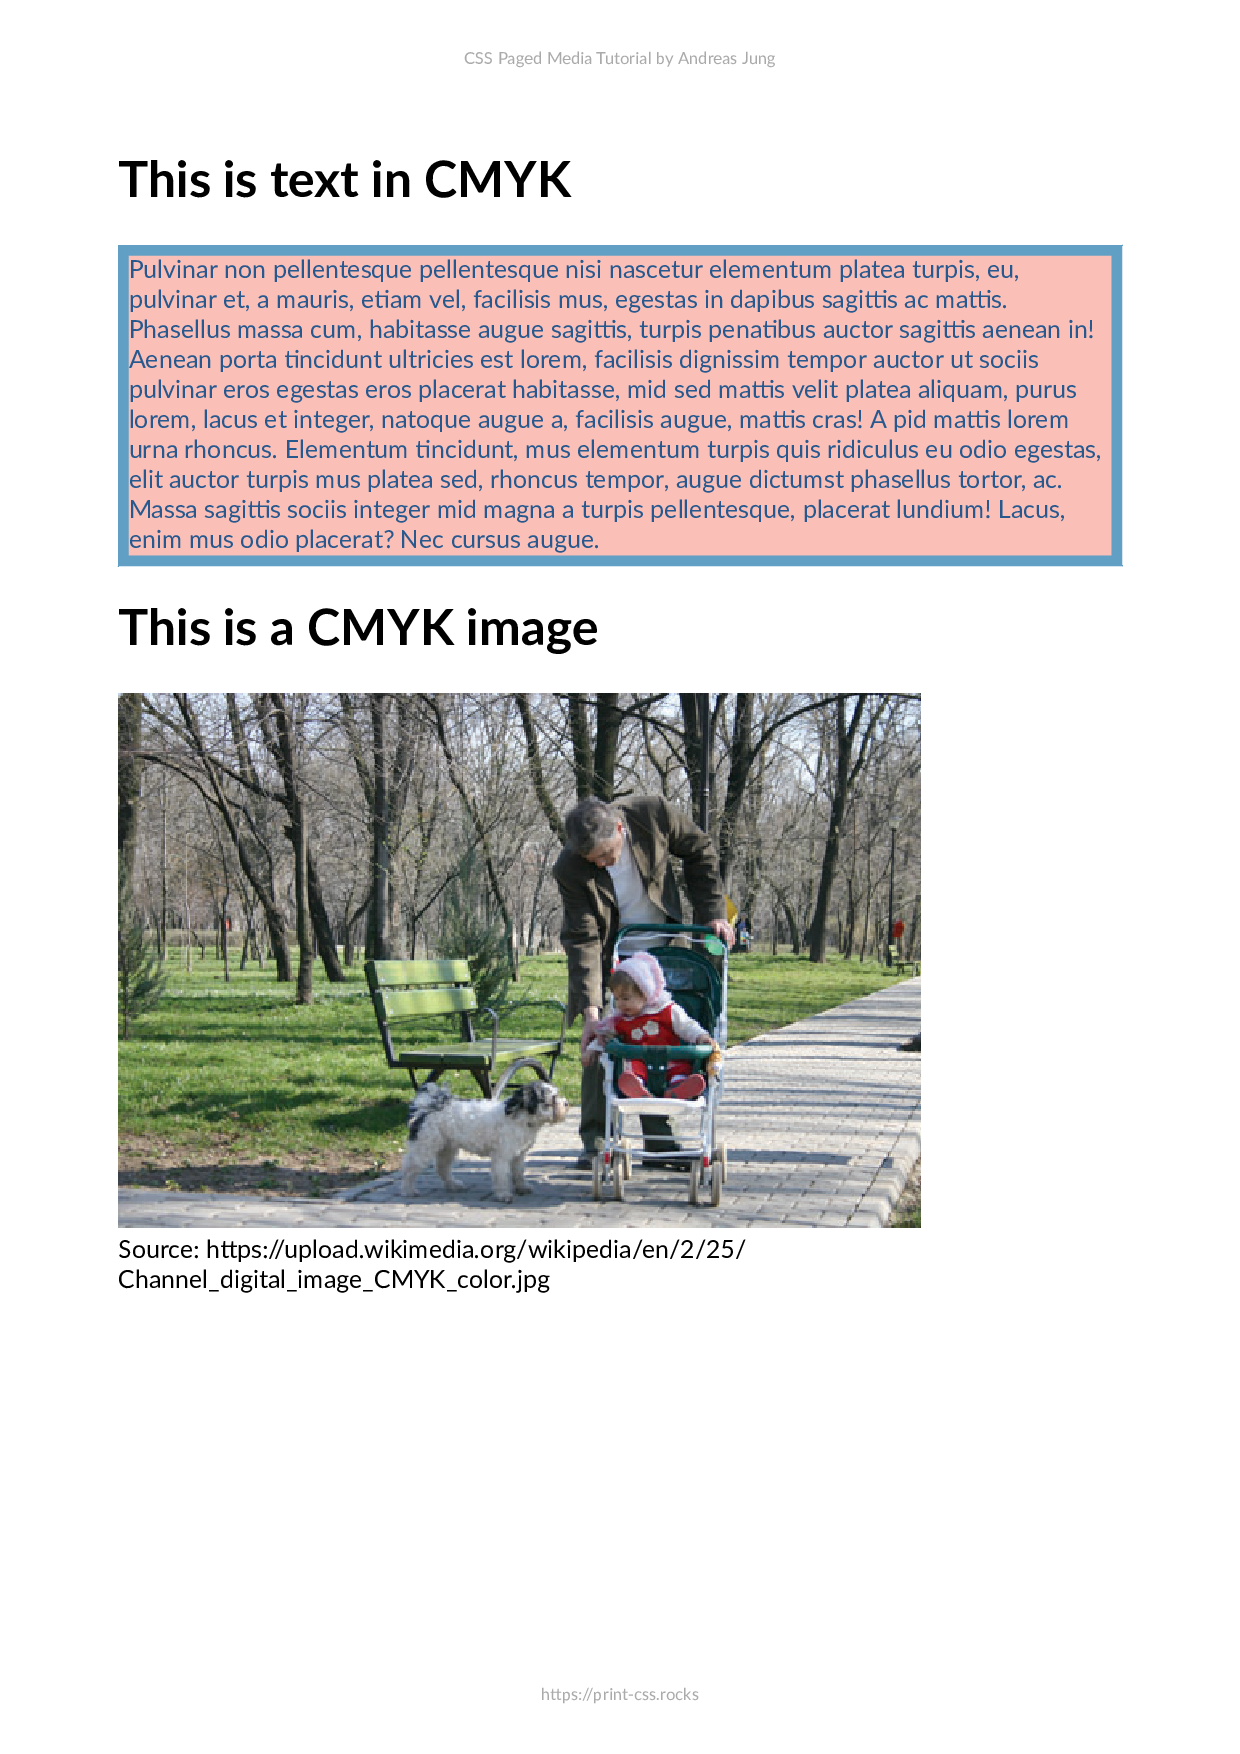 CSS Paged Media Tutorial by Andreas Jung
This is text in CMYK
Pulvinar non pellentesque pellentesque nisi nascetur elementum platea turpis, eu,
pulvinar et, a mauris, etiam vel, facilisis mus, egestas in dapibus sagittis ac mattis.
Phasellus massa cum, habitasse augue sagittis, turpis penatibus auctor sagittis aenean in!
Aenean porta tincidunt ultricies est lorem, facilisis dignissim tempor auctor ut sociis
pulvinar eros egestas eros placerat habitasse, mid sed mattis velit platea aliquam, purus
lorem, lacus et integer, natoque augue a, facilisis augue, mattis cras! A pid mattis lorem
urna rhoncus. Elementum tincidunt, mus elementum turpis quis ridiculus eu odio egestas,
elit auctor turpis mus platea sed, rhoncus tempor, augue dictumst phasellus tortor, ac.
Massa sagittis sociis integer mid magna a turpis pellentesque, placerat lundium! Lacus,
enim mus odio placerat? Nec cursus augue.
This is a CMYK image
Source: https://upload.wikimedia.org/wikipedia/en/2/25/
Channel_digital_image_CMYK_color.jpg
https://print-css.rocks